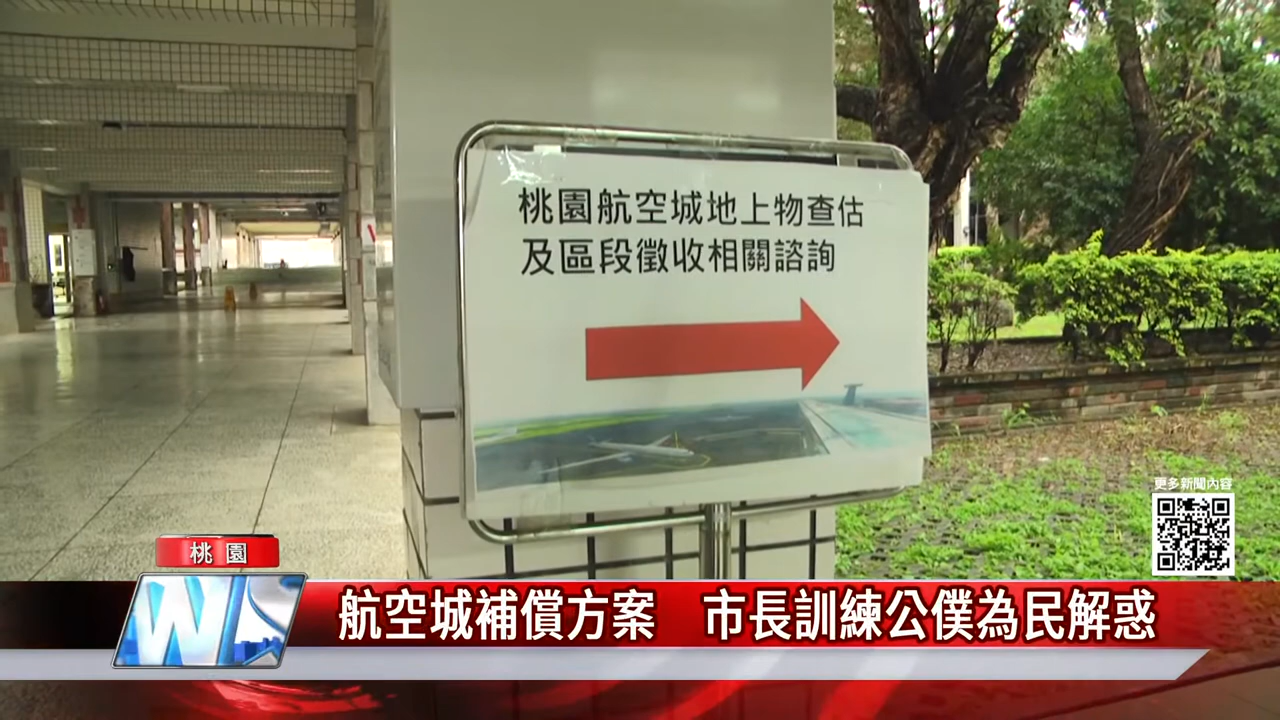 桃園航空城地上物查估
及區段徵收相關諮詢
更多新聞內容
桃園
WIS
航空城補償方案 市長訓練公僕為民解惑